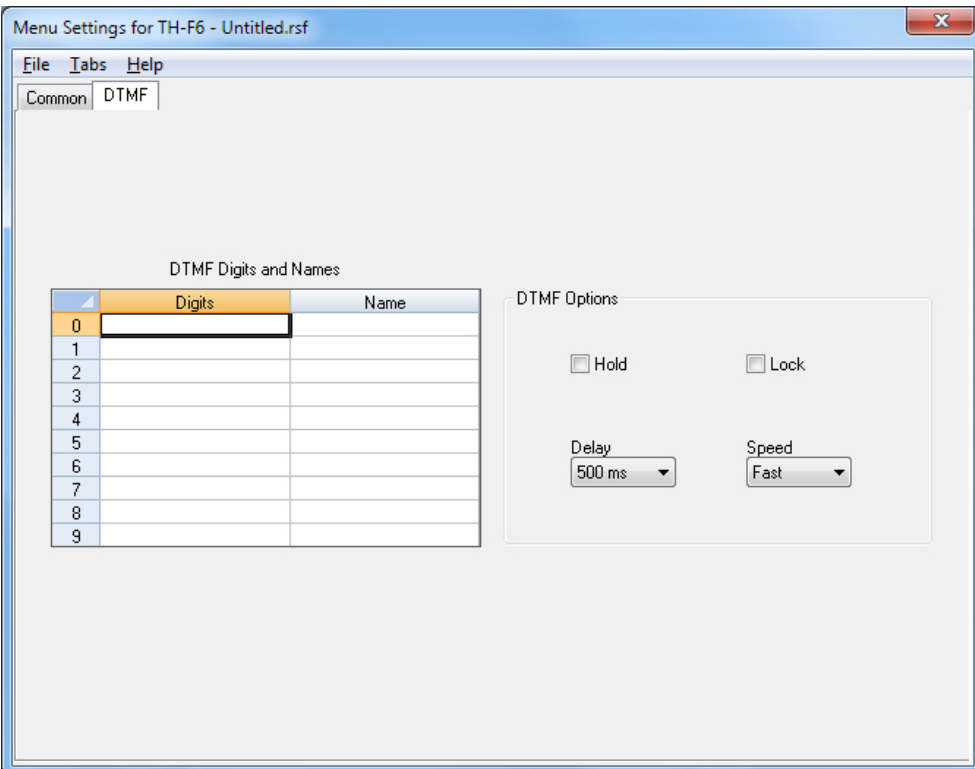 Menu Settings for TH-F6 - Untitled.rsf
x
File Tabs Help
Common DTMF
DTMF Digits and Names
Digits Name
0
1
2
3
4
5
6
7
8
9
DTMF Options
Hold Lock
Delay Speed
500 ms Fast